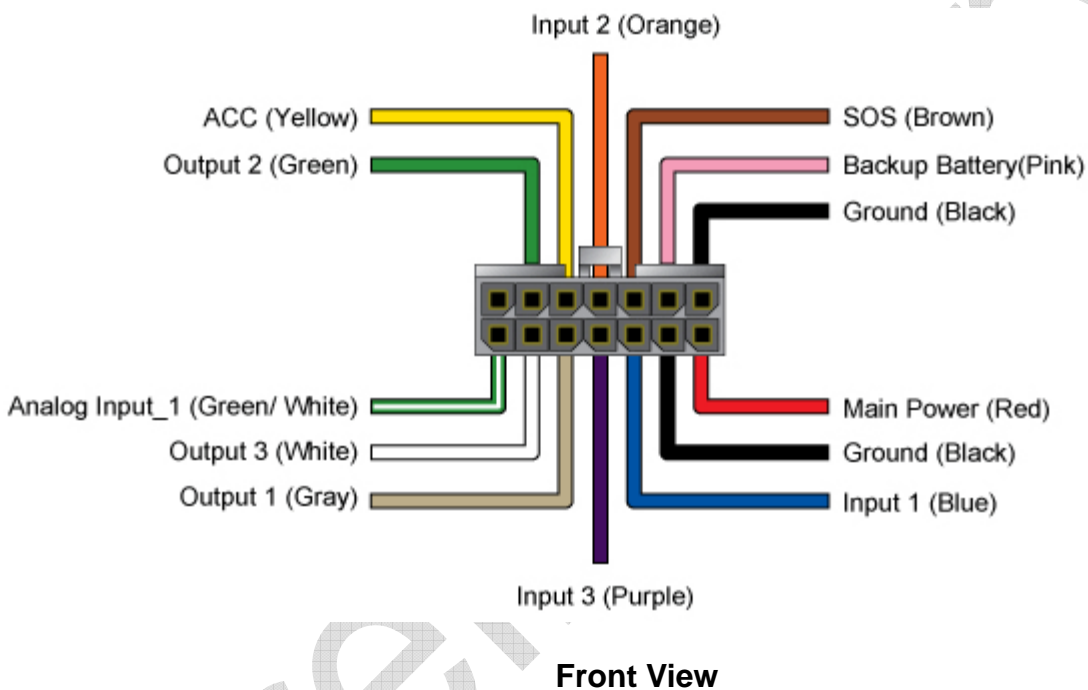 Input 2 (Orange)
ACC (Yellow)
SOS (Brown)
Output 2 (Green)
Backup Battery(Pink)
Ground (Black)
Analog Input_1 (Green/ White)
Main Power (Red)
Output 3 (White)
Ground (Black)
Output 1 (Gray)
Input 1 (Blue)
Input 3 (Purple)
Front View